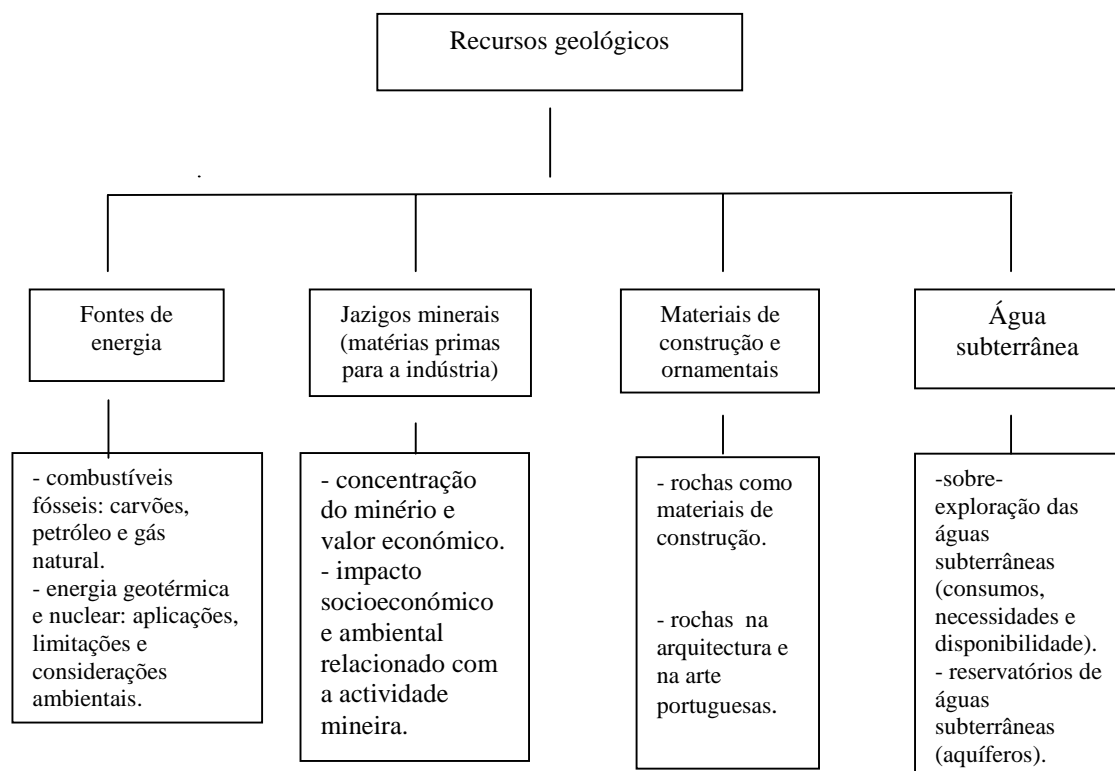 Recursos geológicos
Fontes de
energia
Jazigos minerais
(matérias primas
para a indústria)
Materiais de
construção e
ornamentais
Água
subterrânea
- combustíveis
fósseis: carvões,
petróleo e gás
natural.
- energia geotérmica
e nuclear: aplicações,
limitações e
considerações
ambientais.
- concentração
do minério e
valor económico.
- impacto
socioeconómico
e ambiental
relacionado com
a actividade
mineira.
- rochas como
materiais de
construção.
- rochas na
arquitectura e
na arte
portuguesas.
-sobre-
exploração das
águas
subterrâneas
(consumos,
necessidades e
disponibilidade).
- reservatórios de
águas
subterrâneas
(aquíferos).